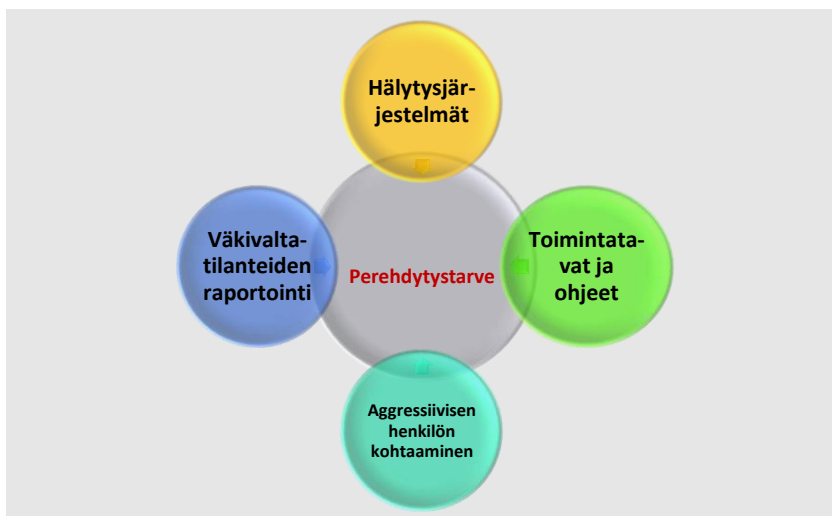 Hälytysjär-
jestelmät
Väkivalta-
tilanteiden
raportointi
Perehdytystarve
Toimintata-
vat ja
ohjeet
Aggressiivisen
henkilön
kohtaaminen